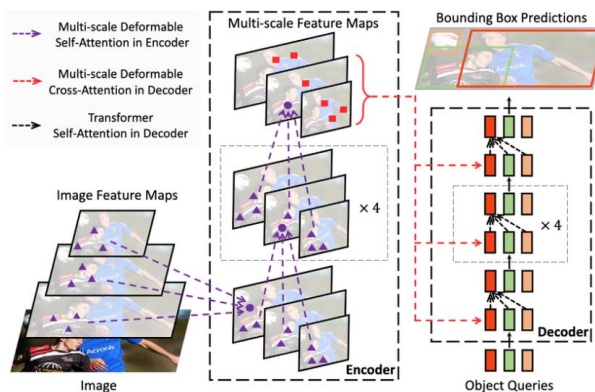 Multi-scale Deformable
Self-Attention in Encoder
Multi-scale Deformable
Cross-Attention in Decoder
Transformer
Self-Attention in Decoder
Multi-scale Feature Maps
Bounding Box Predictions
Image Feature Maps
× 4
× 4
Acronis
Encoder
Decoder
Image
Object Queries